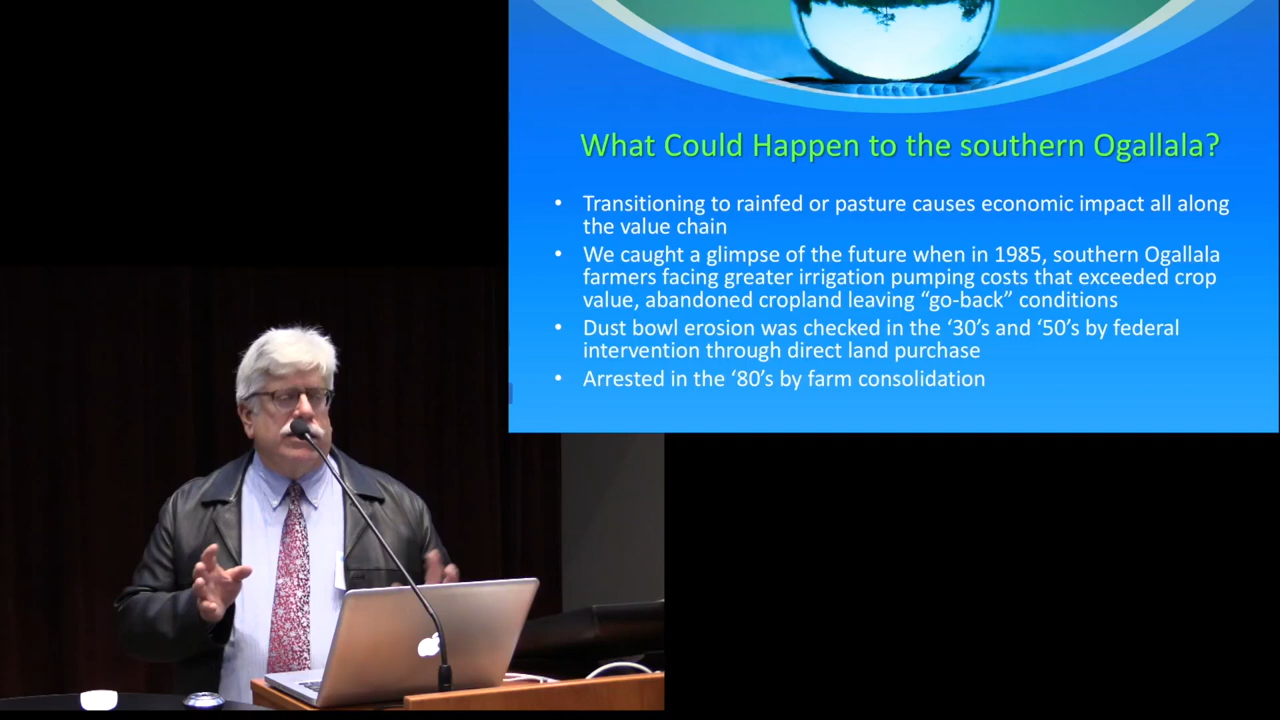 What Could Happen to the southern Ogallala?
• Transitioning to rainfed or pasture causes economic impact all along
the value chain
• We caught a glimpse of the future when in 1985, southern Ogallala
farmers facing greater irrigation pumping costs that exceeded crop
value, abandoned cropland leaving “go-back” conditions
• Dust bowl erosion was checked in the ‘30’s and ‘50’s by federal
intervention through direct land purchase
• Arrested in the ‘80’s by farm consolidation